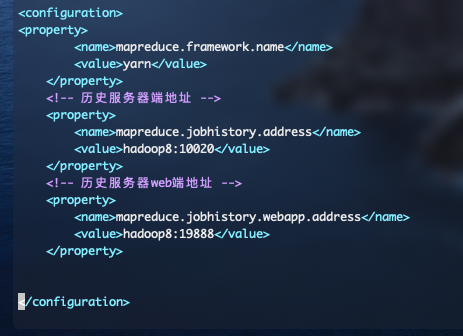 <configuration>
<property>
<name>mapreduce.framework.name</name>
<value>yarn</value>
</property>
<!-- 历史服务器端地址 -->
<property>
<name>mapreduce.jobhistory.address</name>
<value>hadoop8:10020</value>
</property>
<!-- 历史服务器web端地址 -->
<property>
<name>mapreduce.jobhistory.webapp.address</name>
<value>hadoop8:19888</value>
</property>
</configuration>